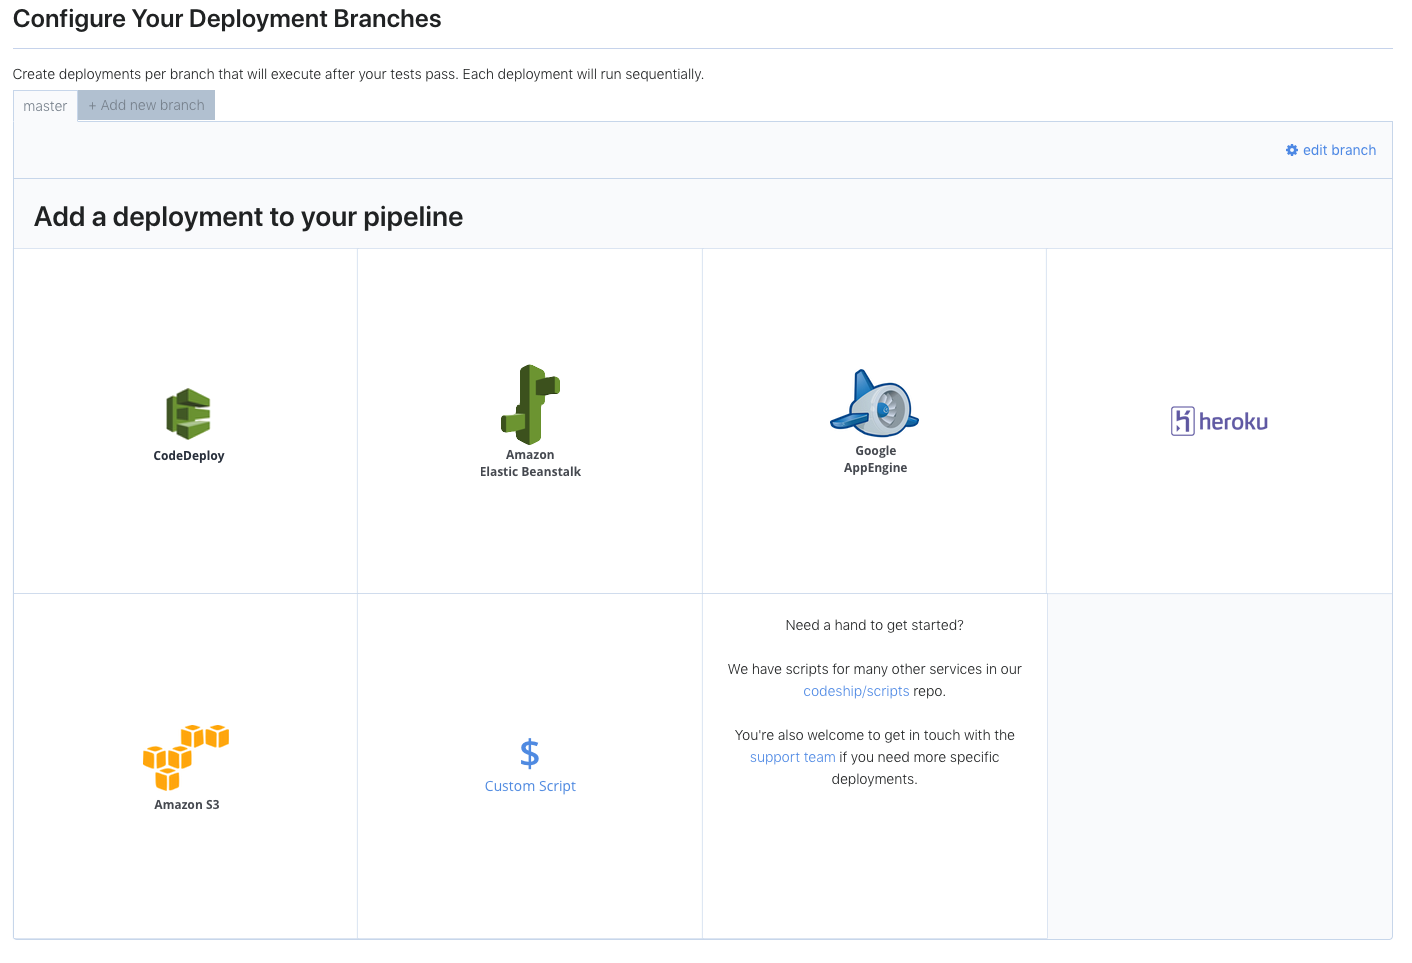 Configure Your Deployment Branches
Create deployments per branch that will execute after your tests pass. Each deployment will run sequentially.
master
+ Add new branch
edit branch
Add a deployment to your pipeline
CodeDeploy
Amazon
Elastic Beanstalk
Google
AppEngine
heroku
Amazon S3
$
Custom Script
Need a hand to get started?
We have scripts for many other services in our
codeship/scripts repo.
You're also welcome to get in touch with the
support team if you need more specific
deployments.